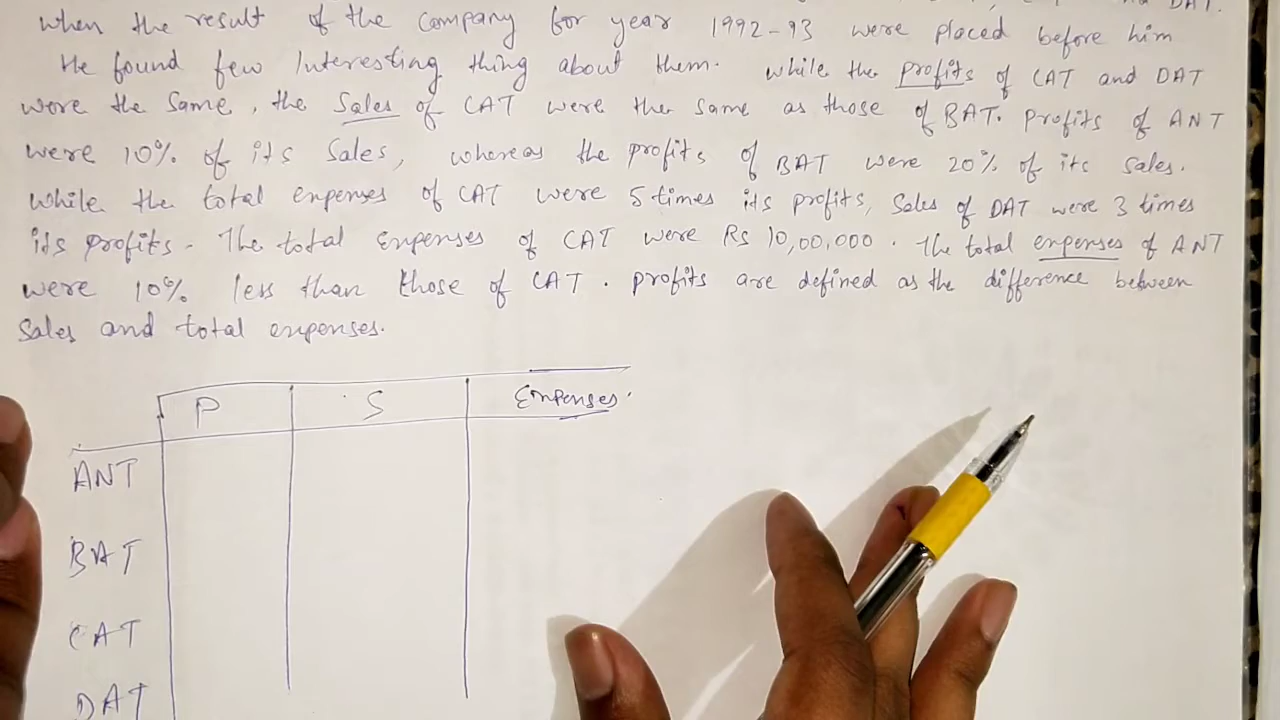 DAT.
when the result of the company for year 1992-93 were placed before him
He found few Interesting thing about them. while the profits of CAT and DAT
wore the same, the Sales of CAT were the same as those of BAT. profits of ANT
were 10% of its Sales, whereas the profits of BAT were 20% of its sales.
while the total expenses of CAT were 5 times its profits, Sales of DAT were 3 times
its profits. The total Expenses of CAT were Rs 10,00,000. The total expenses of ANT
were 10% less than those of CAT. profits are defined as the difference between
Sales and total expenses.
P S Expenses.
ANT
BAT
CAT
DAT